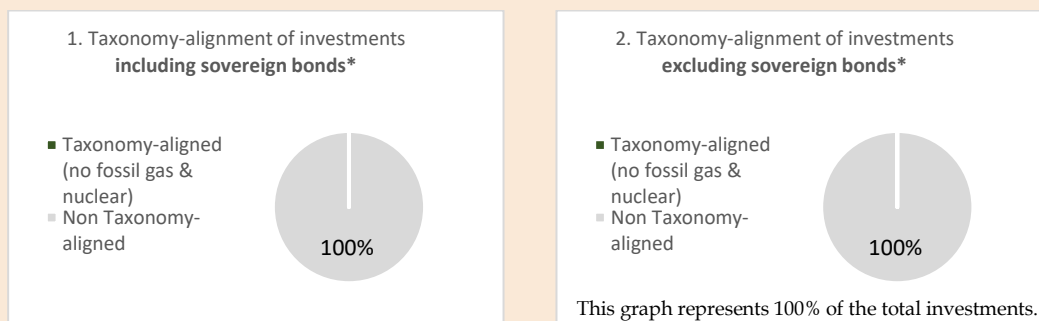 1. Taxonomy-alignment of investments
including sovereign bonds*
Taxonomy-aligned
(no fossil gas &
nuclear)
Non Taxonomy-
aligned
100%
2. Taxonomy-alignment of investments
excluding sovereign bonds*
Taxonomy-aligned
(no fossil gas &
nuclear)
Non Taxonomy-
aligned
100%
This graph represents 100% of the total investments.